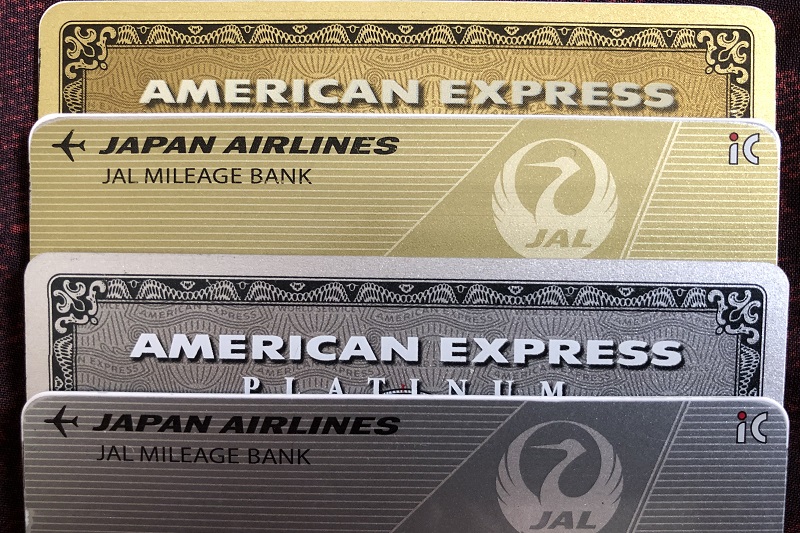 AMERICAN EXPRESS
JAPAN AIRLINES
iC
JAL MILEAGE BANK
JAL
AMERICAN EXPRESS
PLATINUM
JAPAN AIRLINES
iC
JAL MILEAGE BANK
JAL